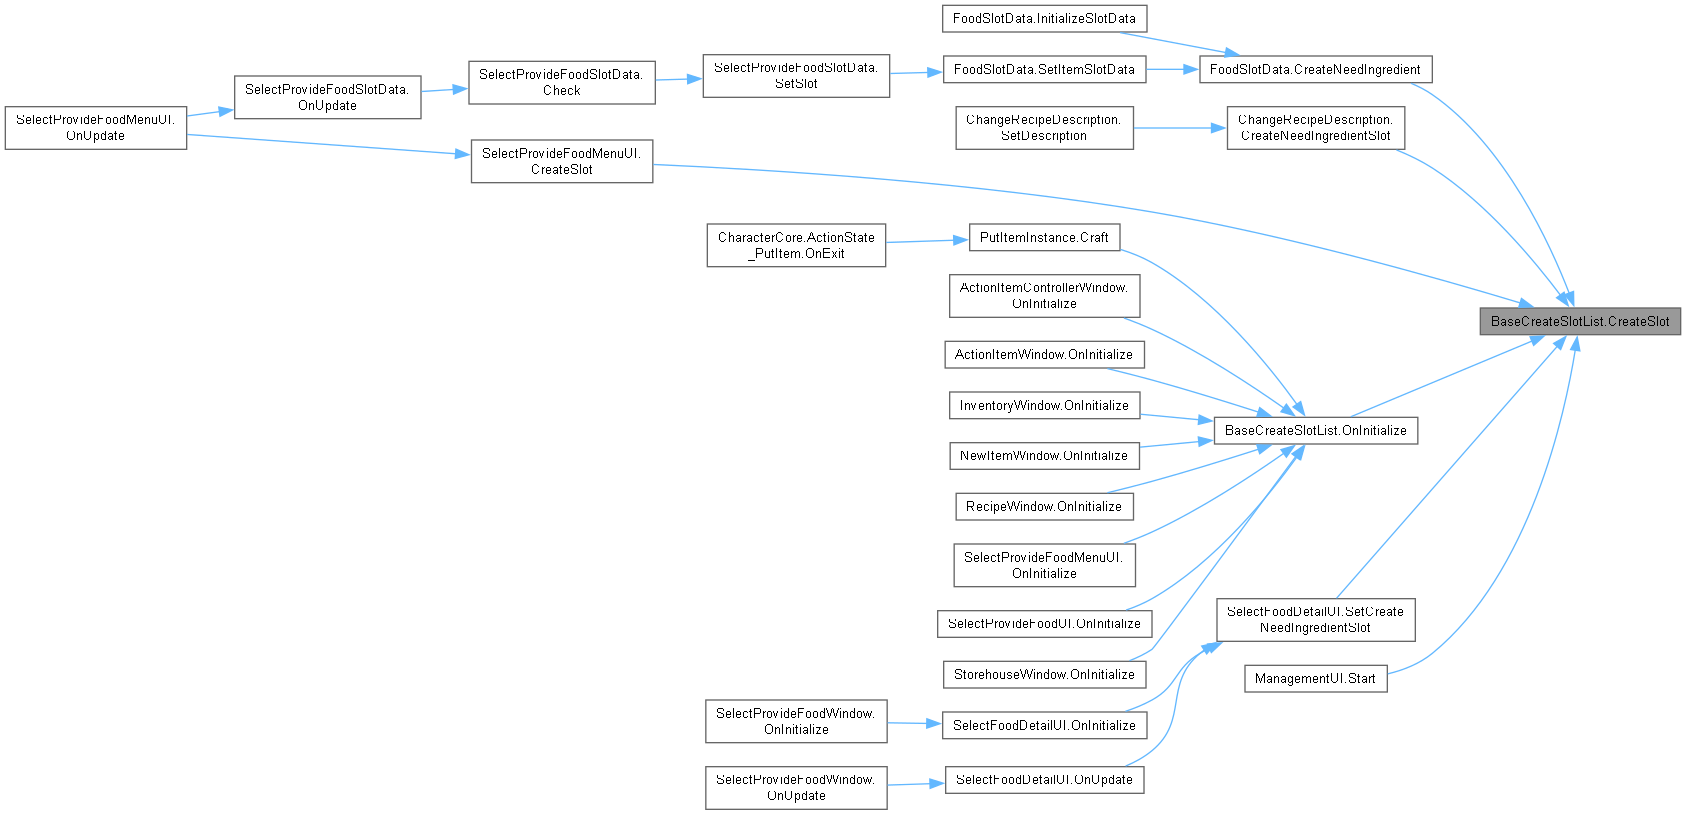 FoodSlotData.InitializeSlotData
FoodSlotData.SetItemSlotData
FoodSlotData.CreateNeedIngredient
SelectProvideFoodSlotData.
SetSlot
SelectProvideFoodSlotData.
Check
SelectProvideFoodSlotData.
OnUpdate
SelectProvideFoodMenuUI.
OnUpdate
ChangeRecipeDescription.
SetDescription
ChangeRecipeDescription.
CreateNeedIngredientSlot
SelectProvideFoodMenuUI.
CreateSlot
CharacterCore.ActionState
_PutItem.OnExit
PutItemInstance.Craft
ActionItemControllerWindow.
OnInitialize
BaseCreateSlotList.CreateSlot
ActionItemWindow.OnInitialize
InventoryWindow.OnInitialize
BaseCreateSlotList.OnInitialize
NewItemWindow.OnInitialize
RecipeWindow.OnInitialize
SelectProvideFoodMenuUI.
OnInitialize
SelectProvideFoodUI.OnInitialize
SelectFoodDetailUI.SetCreate
NeedIngredientSlot
StorehouseWindow.OnInitialize
ManagementUI.Start
SelectProvideFoodWindow.
OnInitialize
SelectFoodDetailUI.OnInitialize
SelectProvideFoodWindow.
OnUpdate
SelectFoodDetailUI.OnUpdate